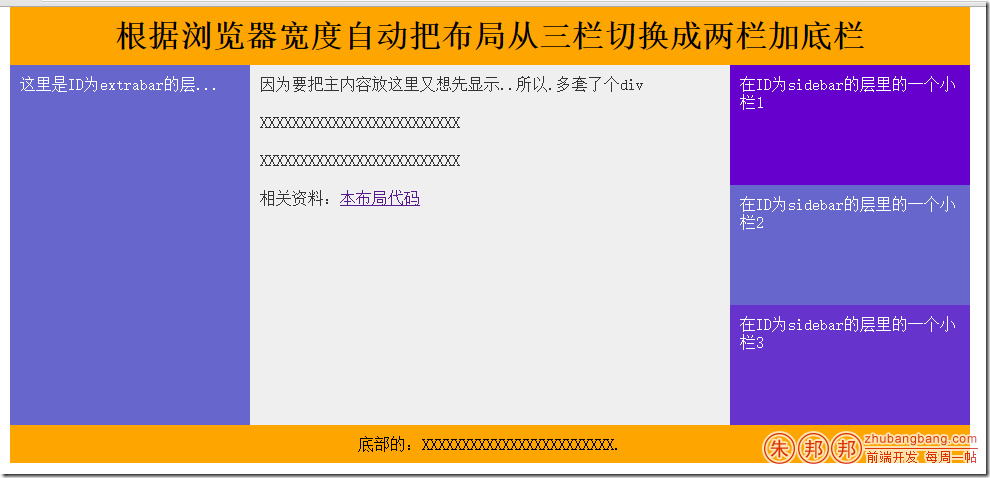 根据浏览器宽度自动把布局从三栏切换成两栏加底栏
这里是ID为extrabar的层...
因为要把主内容放这里又想先显示..所以.多套了个div
XXXXXXXXXXXXXXXXXXXXXXXXX
XXXXXXXXXXXXXXXXXXXXXXXXX
相关资料：本布局代码
在ID为sidebar的层里的一个小
栏1
在ID为sidebar的层里的一个小
栏2
在ID为sidebar的层里的一个小
栏3
底部的：XXXXXXXXXXXXXXXXXXXXXXXX.
朱邦邦
zhubangbang.com
前端开发 每周一帖